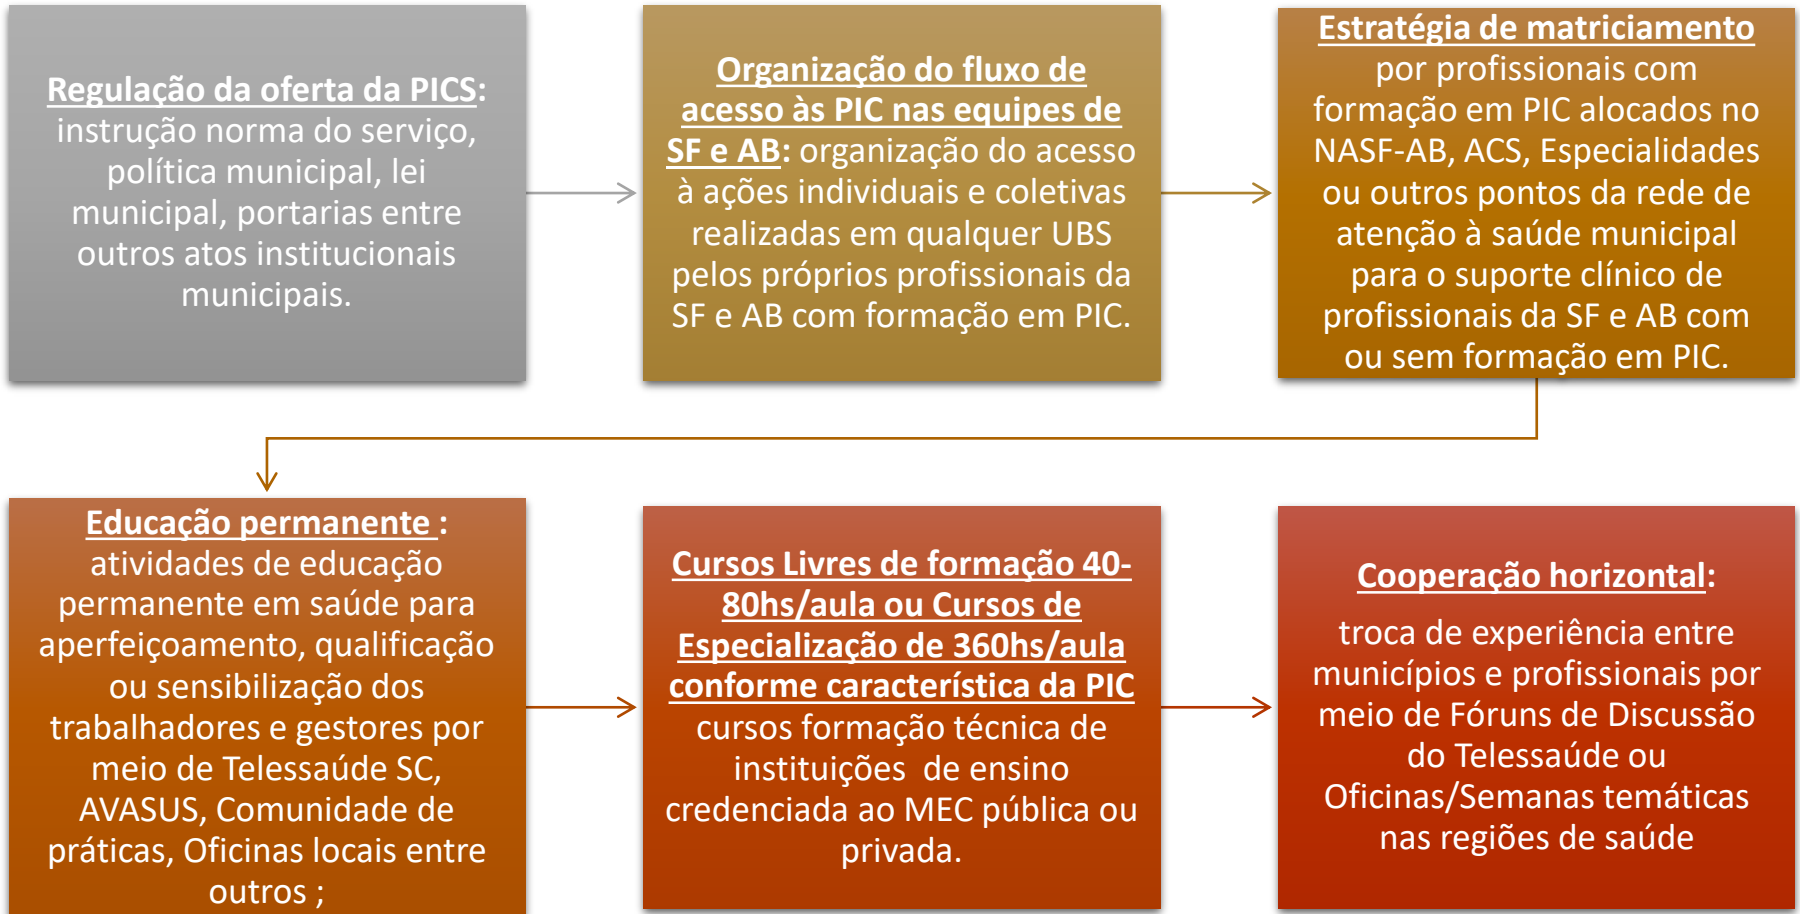 Regulação da oferta da PICS:
instrução norma do serviço,
política municipal, lei
municipal, portarias entre
outros atos institucionais
municipais.
Organização do fluxo de
acesso às PIC nas equipes de
SF e AB: organização do acesso
à ações individuais e coletivas
realizadas em qualquer UBS
pelos próprios profissionais da
SF e AB com formação em PIC.
Estratégia de matriciamento
por profissionais com
formação em PIC alocados no
NASF-AB, ACS, Especialidades
ou outros pontos da rede de
atenção à saúde municipal
para o suporte clínico de
profissionais da SF e AB com
ou sem formação em PIC.
Educação permanente :
atividades de educação
permanente em saúde para
aperfeiçoamento, qualificação
ou sensibilização dos
trabalhadores e gestores por
meio de Telessaúde SC,
AVASUS, Comunidade de
práticas, Oficinas locais entre
outros ;
Cursos Livres de formação 40-
80hs/aula ou Cursos de
Especialização de 360hs/aula
conforme característica da PIC
cursos formação técnica de
instituições de ensino
credenciada ao MEC pública ou
privada.
Cooperação horizontal:
troca de experiência entre
municípios e profissionais por
meio de Fóruns de Discussão
do Telessaúde ou
Oficinas/Semanas temáticas
nas regiões de saúde